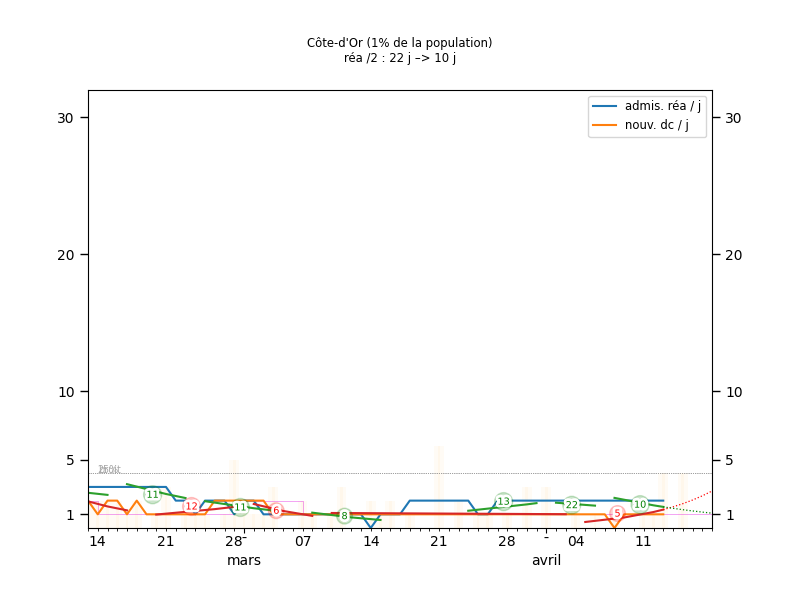 Côte-d'Or (1% de la population)
réa /2 : 22 j –> 10 j
admis. réa / j
nouv. dc / j
30 30
20 20
10 10
5 5
1 1
11 12 11 6 8 13 22 5 10
14 21 28 07 14 21 28 04 11
mars avril